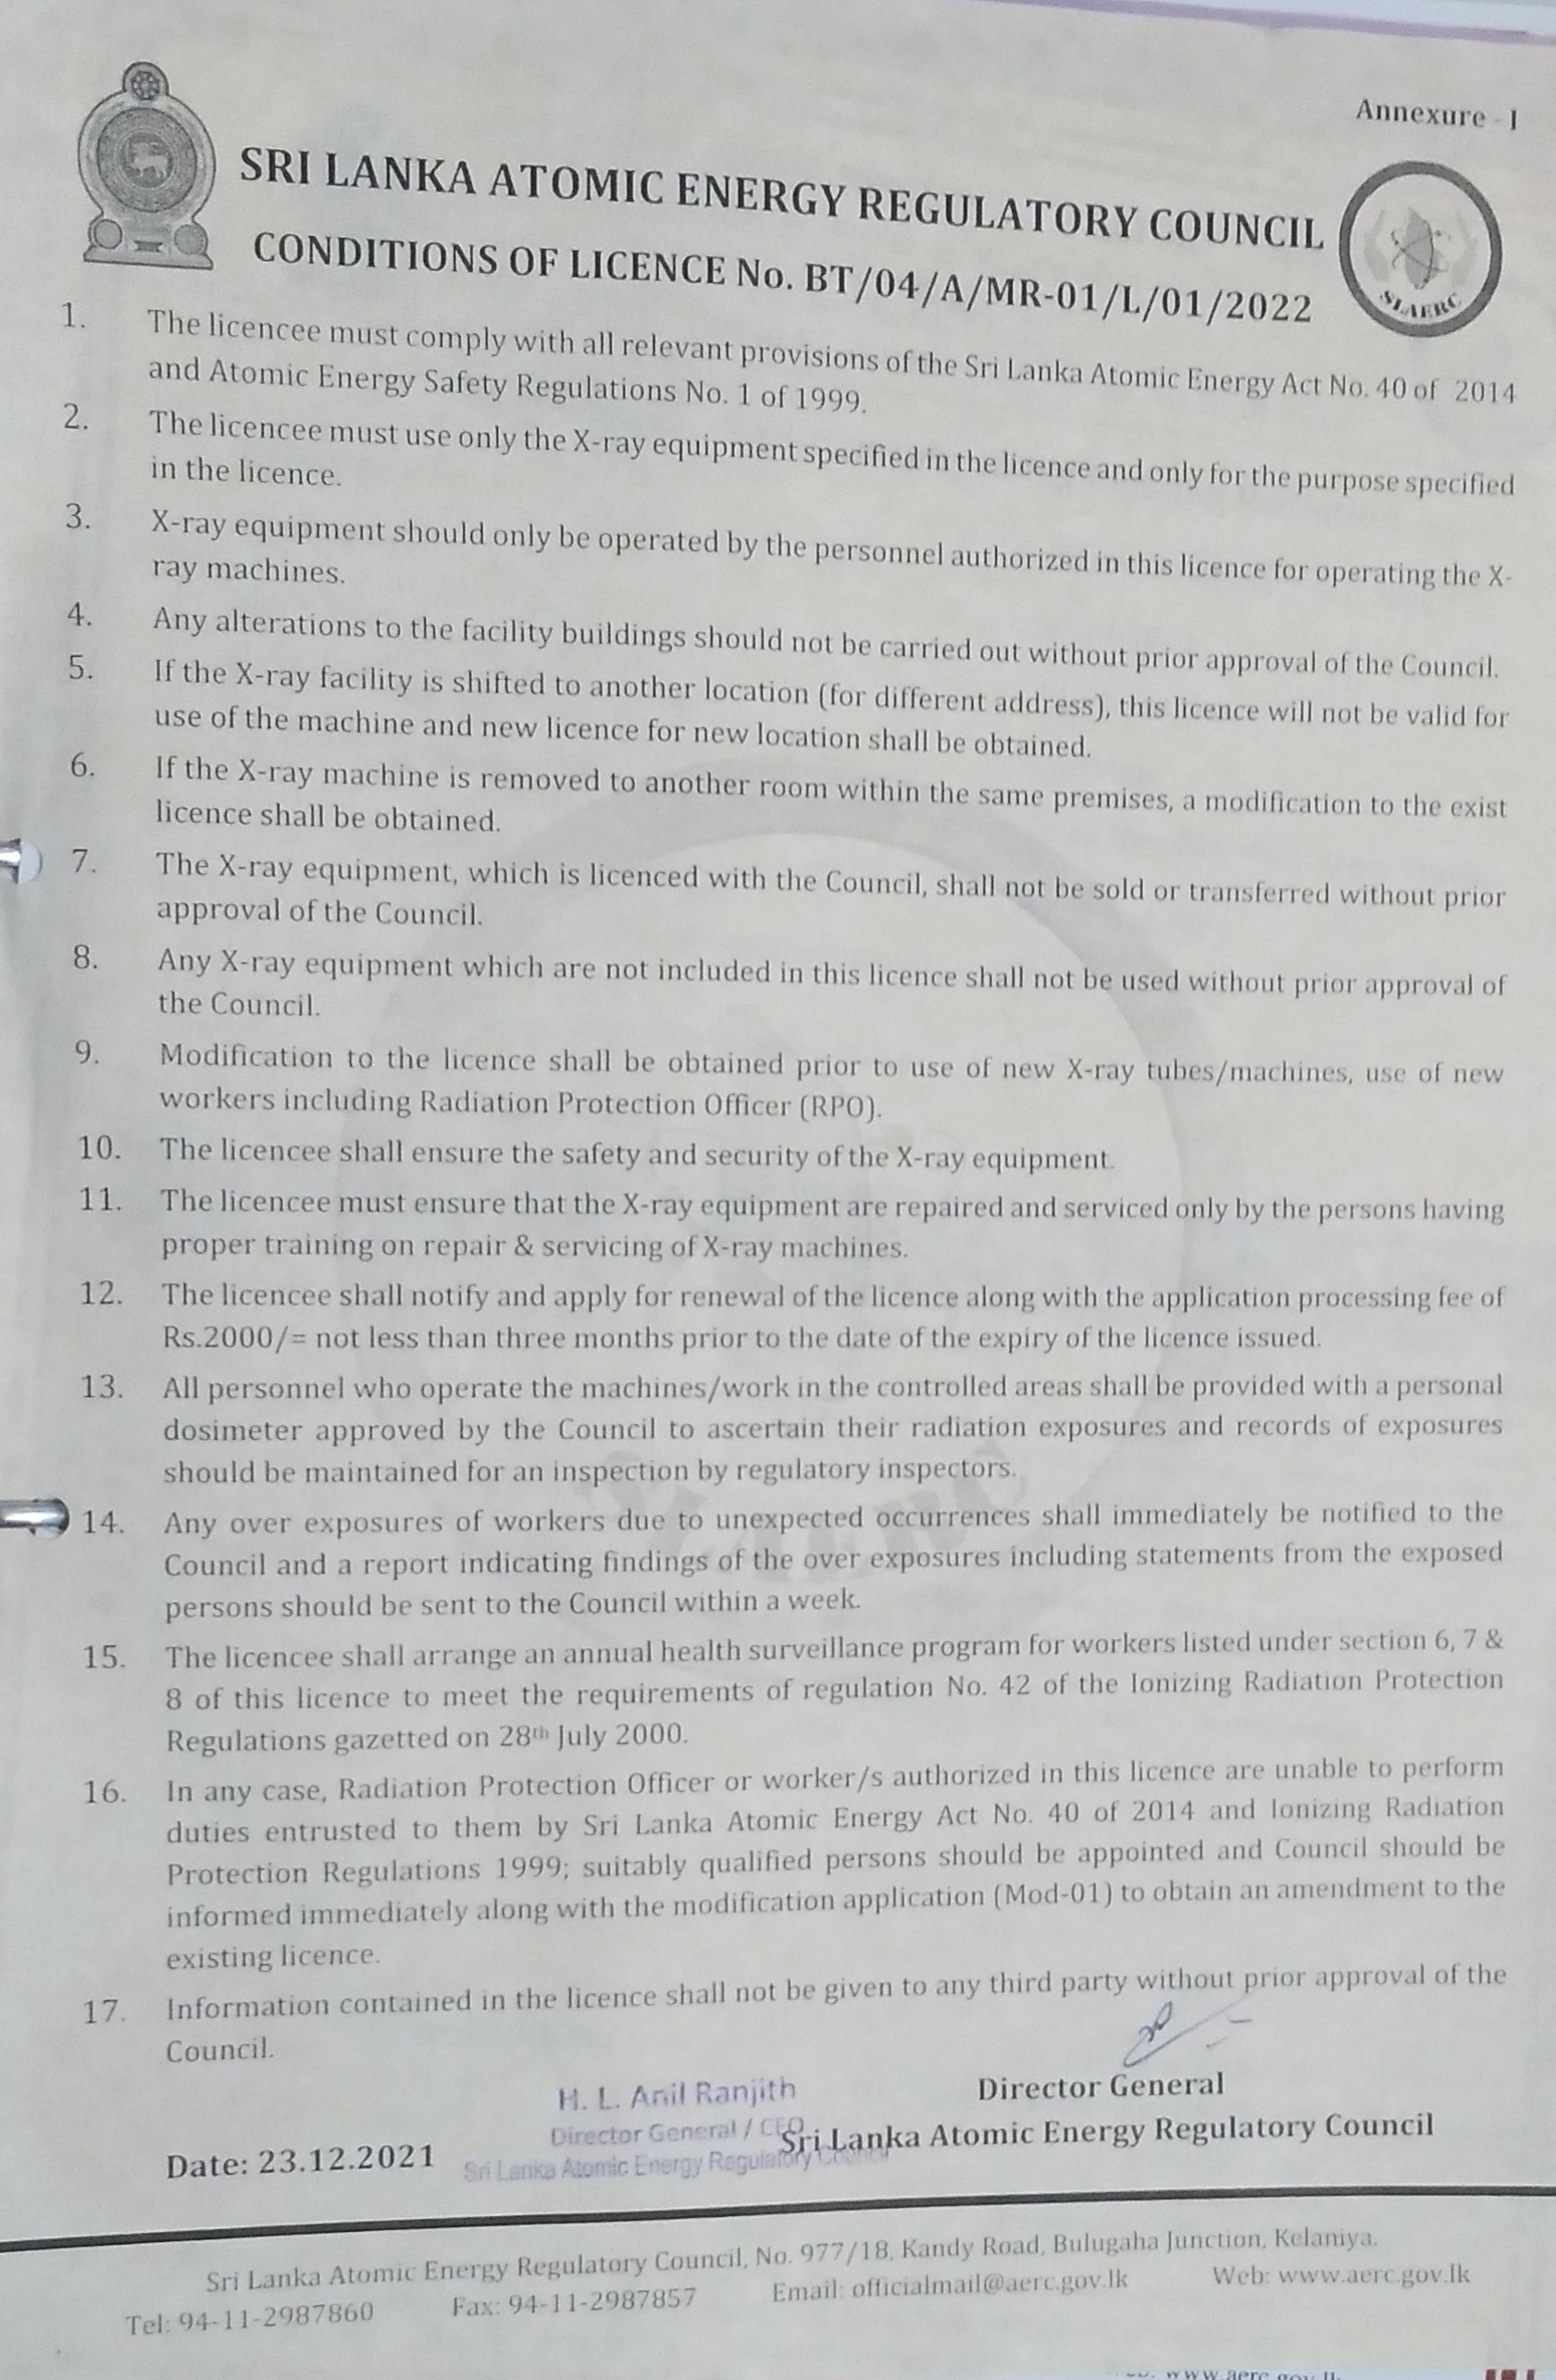 Annexure - I
SRI LANKA ATOMIC ENERGY REGULATORY COUNCIL
CONDITIONS OF LICENCE No. BT/04/A/MR-01/L/01/2022
SLAERC
1. The licencee must comply with all relevant provisions of the Sri Lanka Atomic Energy Act No. 40 of 2014
and Atomic Energy Safety Regulations No. 1 of 1999.
2. The licencee must use only the X-ray equipment specified in the licence and only for the purpose specified
in the licence.
3. X-ray equipment should only be operated by the personnel authorized in this licence for operating the X-
ray machines.
4. Any alterations to the facility buildings should not be carried out without prior approval of the Council.
5. If the X-ray facility is shifted to another location (for different address), this licence will not be valid for
use of the machine and new licence for new location shall be obtained.
6. If the X-ray machine is removed to another room within the same premises, a modification to the exist
licence shall be obtained.
7. The X-ray equipment, which is licenced with the Council, shall not be sold or transferred without prior
approval of the Council.
8. Any X-ray equipment which are not included in this licence shall not be used without prior approval of
the Council.
9. Modification to the licence shall be obtained prior to use of new X-ray tubes/machines, use of new
workers including Radiation Protection Officer (RPO).
10. The licencee shall ensure the safety and security of the X-ray equipment.
11. The licencee must ensure that the X-ray equipment are repaired and serviced only by the persons having
proper training on repair & servicing of X-ray machines.
12. The licencee shall notify and apply for renewal of the licence along with the application processing fee of
Rs.2000/= not less than three months prior to the date of the expiry of the licence issued.
13. All personnel who operate the machines/work in the controlled areas shall be provided with a personal
dosimeter approved by the Council to ascertain their radiation exposures and records of exposures
should be maintained for an inspection by regulatory inspectors.
14. Any over exposures of workers due to unexpected occurrences shall immediately be notified to the
Council and a report indicating findings of the over exposures including statements from the exposed
persons should be sent to the Council within a week.
15. The licencee shall arrange an annual health surveillance program for workers listed under section 6, 7 &
8 of this licence to meet the requirements of regulation No. 42 of the Ionizing Radiation Protection
Regulations gazetted on 28th July 2000.
16. In any case, Radiation Protection Officer or worker/s authorized in this licence are unable to perform
duties entrusted to them by Sri Lanka Atomic Energy Act No. 40 of 2014 and Ionizing Radiation
Protection Regulations 1999; suitably qualified persons should be appointed and Council should be
informed immediately along with the modification application (Mod-01) to obtain an amendment to the
existing licence.
17. Information contained in the licence shall not be given to any third party without prior approval of the
Council.
H. L. Anil Ranjith
Director General / CEO
Sri Lanka Atomic Energy Regulatory Council
Director General
Sri Lanka Atomic Energy Regulatory Council
Date: 23.12.2021
Sri Lanka Atomic Energy Regulatory Council, No. 977/18, Kandy Road, Bulugaha Junction, Kelaniya.
Tel: 94-11-2987860 Fax: 94-11-2987857 Email: officialmail@aerc.gov.lk Web: www.aerc.gov.lk
www.aerc.gov.lk